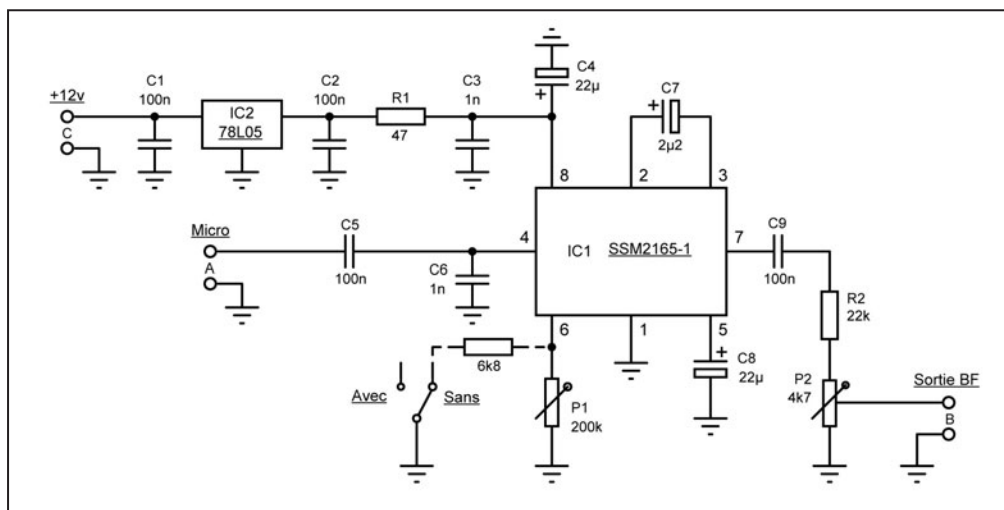 +12v
C
C1
100n
IC2
78L05
C2
100n
R1
47
C3
1n
C4
22µ
+
C7
+
2µ2
8
2
3
Micro
A
C5
100n
C6
1n
4
IC1
SSM2165-1
7
C9
100n
R2
22k
6
1
5
6k8
Avec
Sans
P1
200k
+
C8
22µ
P2
4k7
Sortie BF
B